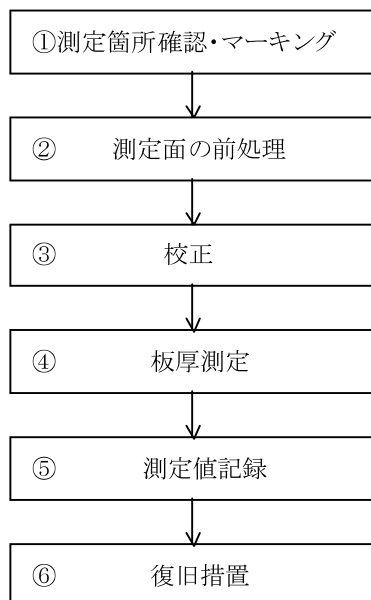 ①測定箇所確認・マーキング
② 測定面の前処理
③ 校正
④ 板厚測定
⑤ 測定値記録
⑥ 復旧措置